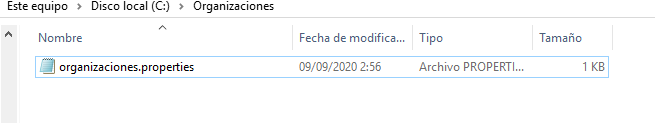 Este equipo > Disco local (C:) > Organizaciones
Nombre Fecha de modifica... Tipo Tamaño
organizaciones.properties 09/09/2020 2:56 Archivo PROPERTI... 1 KB